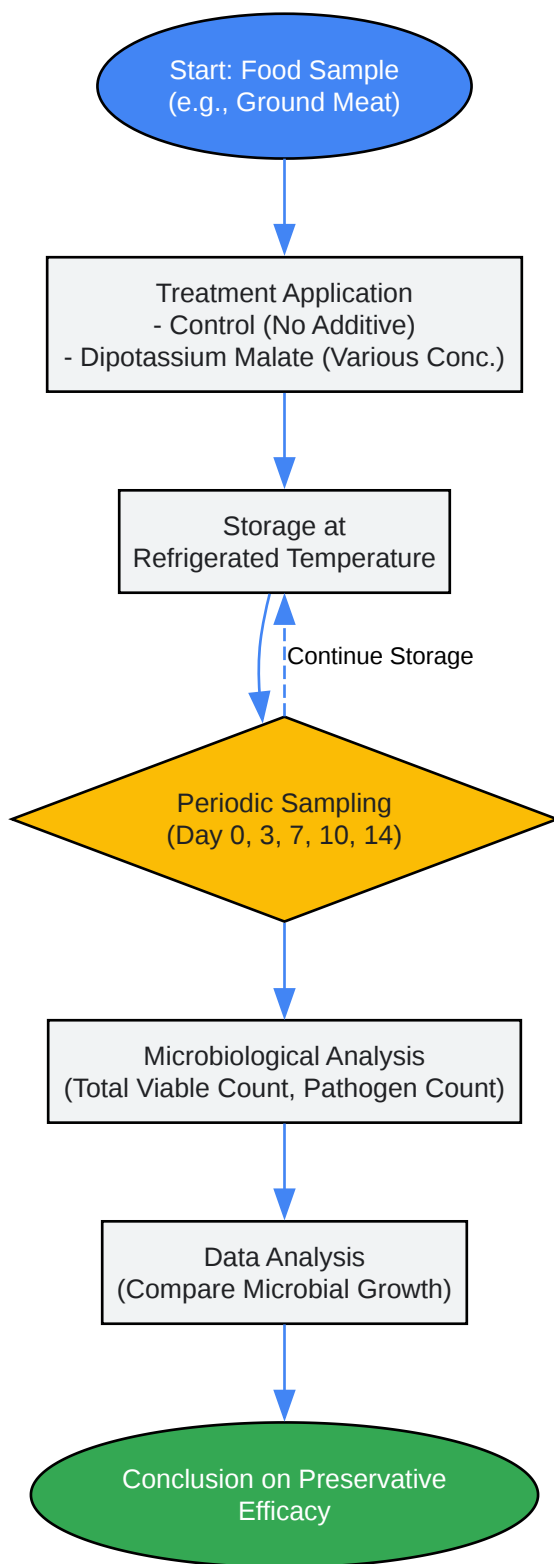 Start: Food Sample
(e.g., Ground Meat)
Treatment Application
- Control (No Additive)
- Dipotassium Malate (Various Conc.)
Storage at
Refrigerated Temperature
Continue Storage
Periodic Sampling
(Day 0, 3, 7, 10, 14)
Microbiological Analysis
(Total Viable Count, Pathogen Count)
Data Analysis
(Compare Microbial Growth)
Conclusion on Preservative
Efficacy